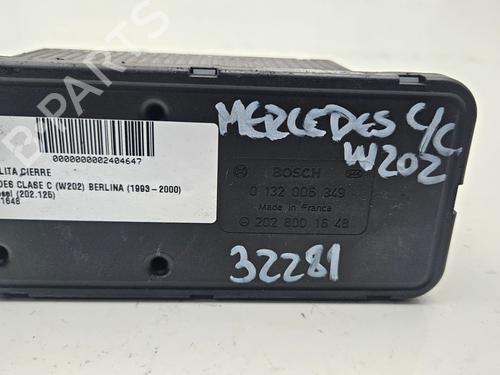 B-PARTS
0000000002404647
LITA CIERRE
DES CLASE C (W202) BERLINA (1993-2000)
esel (202.125)
1648
MERCEDES C/C
W202
BOSCH
0 132 006 349
Made in France
202 800 16 48
32281